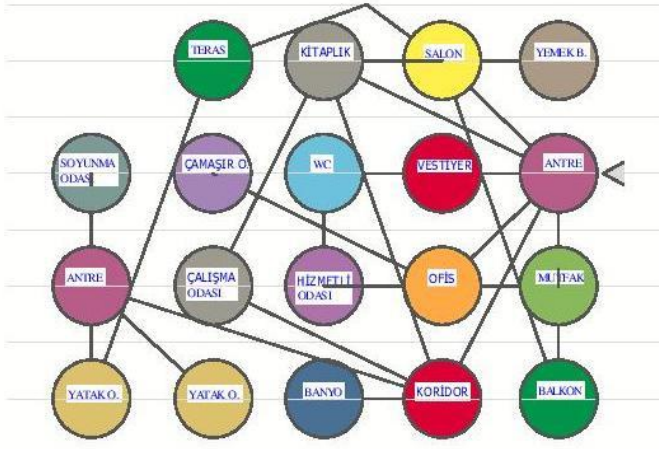 TERAS
KİTAPLIK
SALON
YEMEK B.
SOYUNMA
ODASI
ÇAMAŞIR O.
WC
VESTİYER
ANTRE
ANTRE
ÇALIŞMA
ODASI
HİZMETLİ
ODASI
OFİS
MUTFAK
YATAK O.
YATAK O.
BANYO
KORİDOR
BALKON